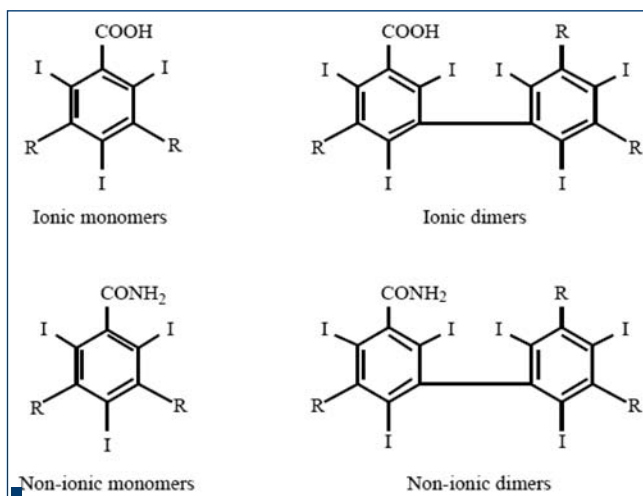 COOH
I I
R R
I
Ionic monomers
COOH R
I I I I
R R
I I
Ionic dimers
CONH₂
I I
R R
I
Non-ionic monomers
CONH₂ R
I I I I
R R
I I
Non-ionic dimers